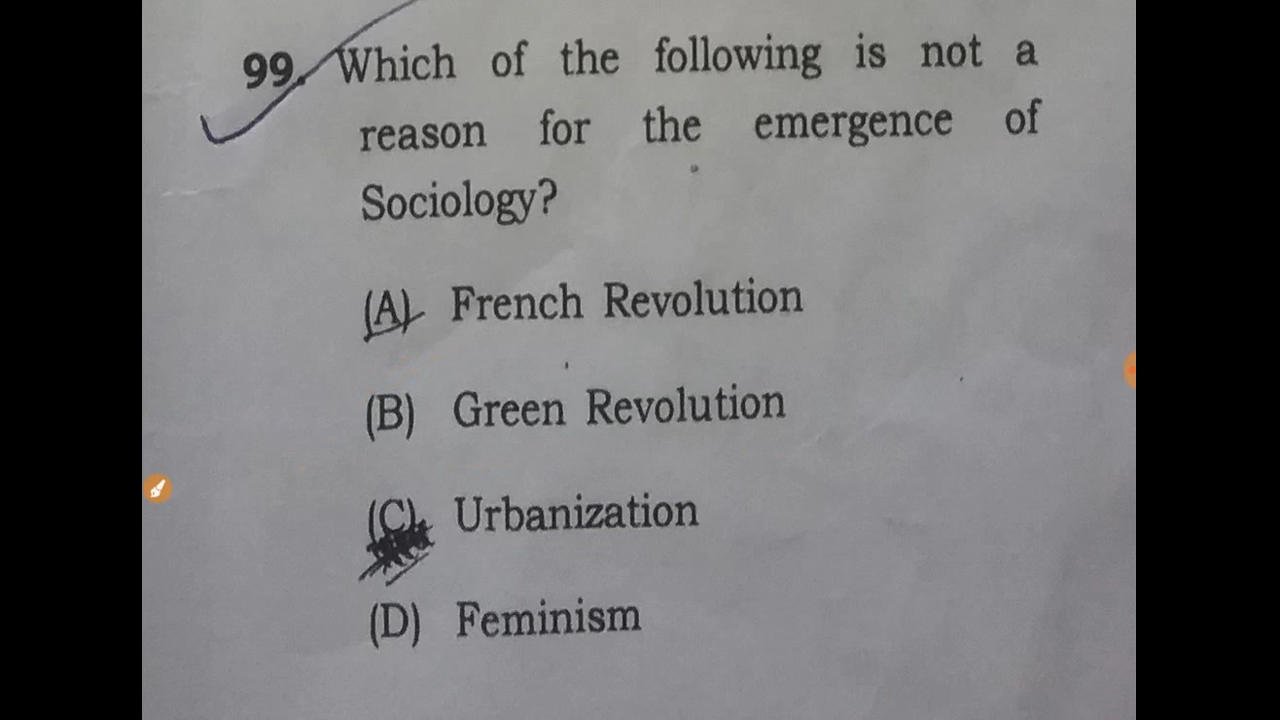 99. Which of the following is not a
reason for the emergence of
Sociology?
(A) French Revolution
(B) Green Revolution
(C) Urbanization
(D) Feminism